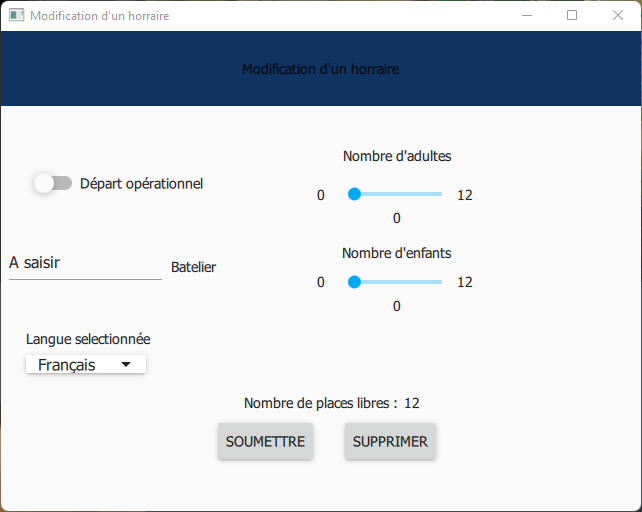 Modification d'un horraire
Modification d'un horraire
Nombre d'adultes
Départ opérationnel
0
12
0
A saisir
Batelier
Nombre d'enfants
0
12
0
Langue selectionnée
Français
Nombre de places libres : 12
SOUMETTRE
SUPPRIMER